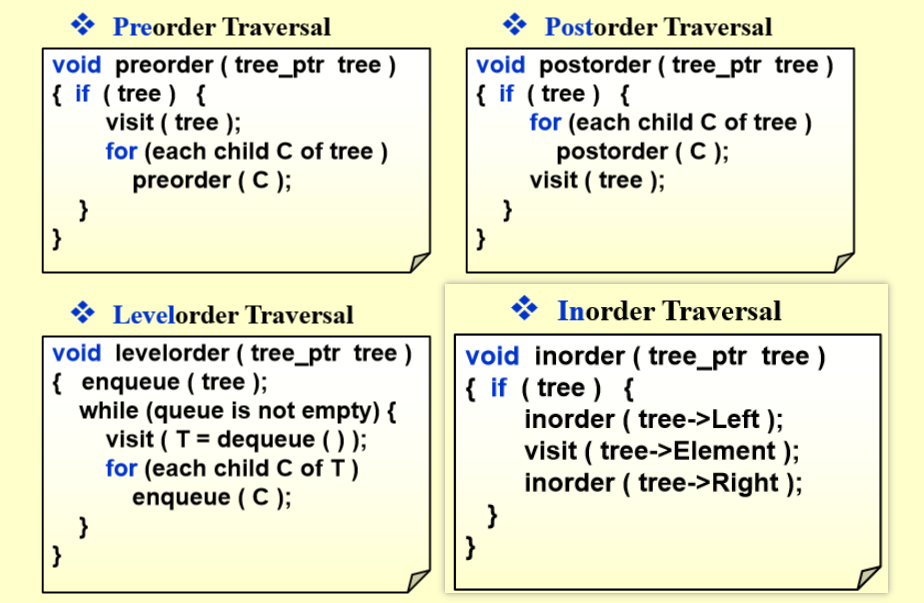 Preorder Traversal
void preorder ( tree_ptr tree )
{ if ( tree ) {
visit ( tree );
for (each child C of tree )
preorder ( C );
}
}
Postorder Traversal
void postorder ( tree_ptr tree )
{ if ( tree ) {
for (each child C of tree )
postorder ( C );
visit ( tree );
}
}
Levelorder Traversal
void levelorder ( tree_ptr tree )
{ enqueue ( tree );
while (queue is not empty) {
visit ( T = dequeue ( ) );
for (each child C of T )
enqueue ( C );
}
}
Inorder Traversal
void inorder ( tree_ptr tree )
{ if ( tree ) {
inorder ( tree->Left );
visit ( tree->Element );
inorder ( tree->Right );
}
}